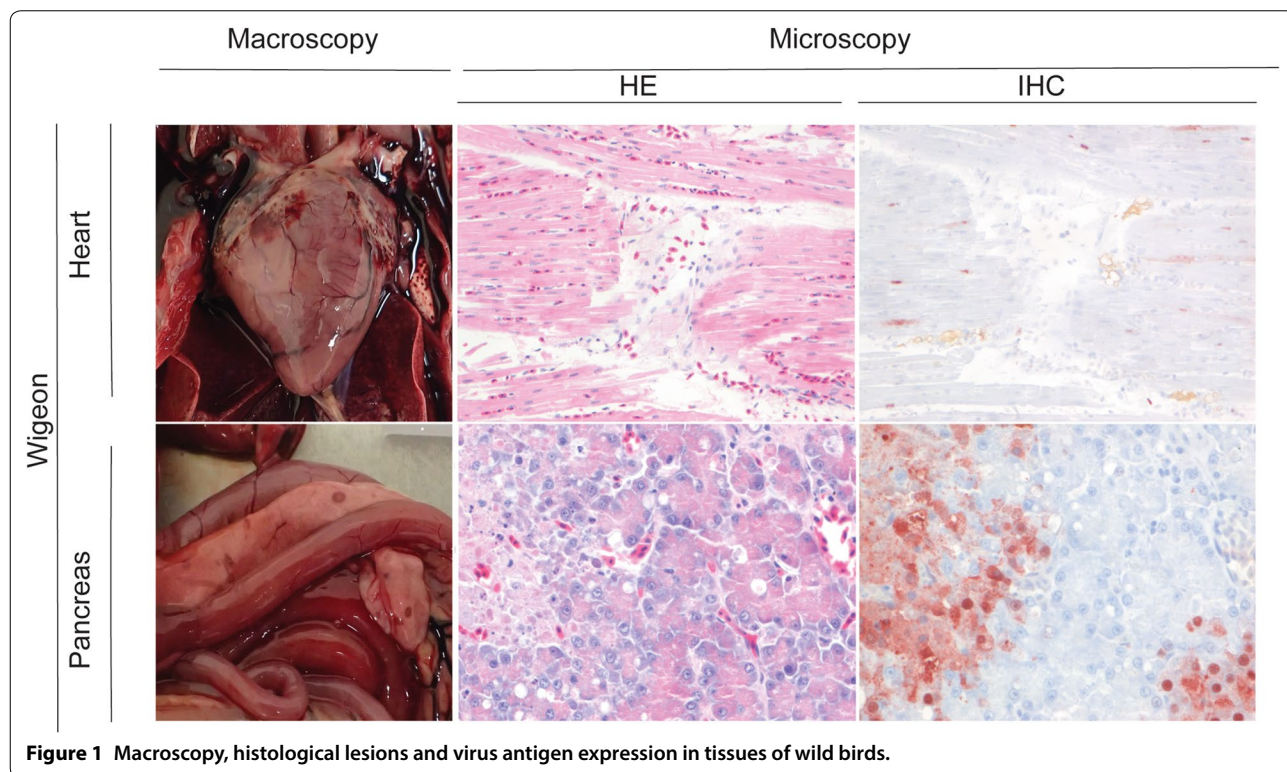 Macroscopy
Microscopy
HE
IHC
Wigeon
Heart
Pancreas
Figure 1 Macroscopy, histological lesions and virus antigen expression in tissues of wild birds.